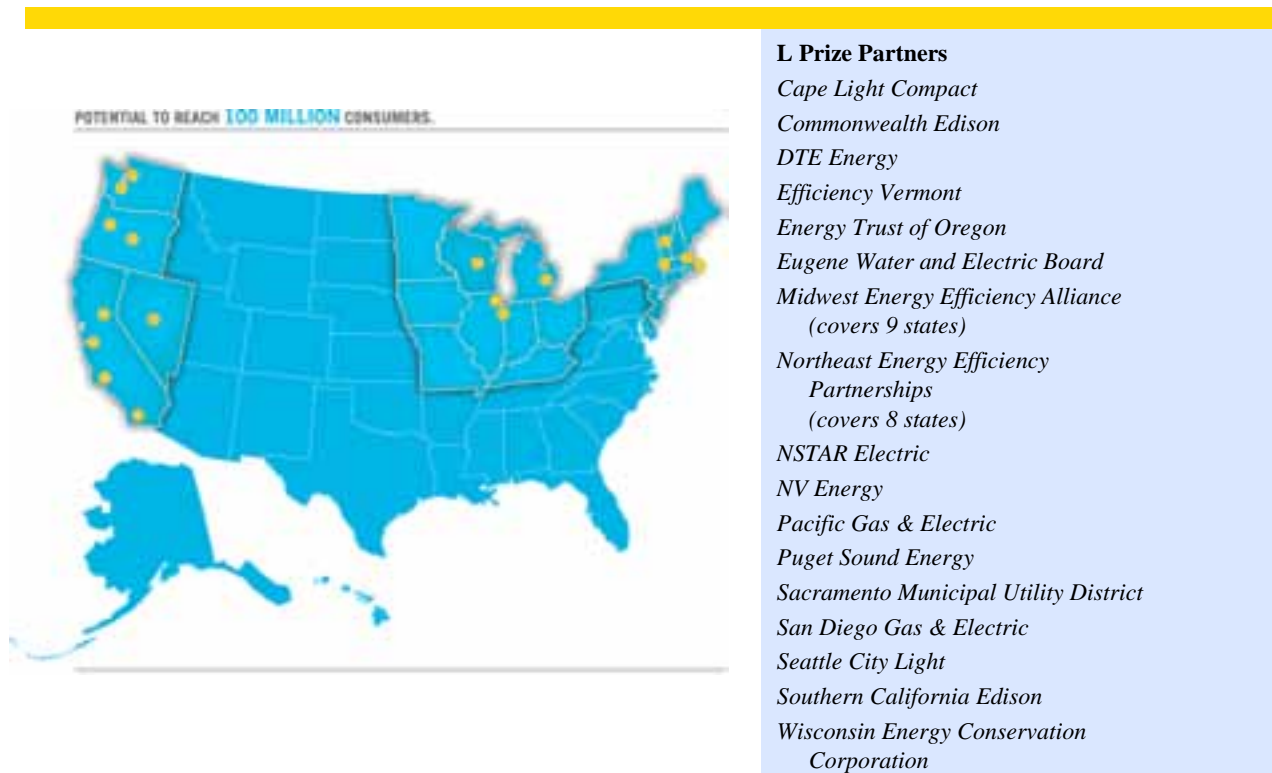 POTENTIAL TO REACH 100 MILLION CONSUMERS.
L Prize Partners
Cape Light Compact
Commonwealth Edison
DTE Energy
Efficiency Vermont
Energy Trust of Oregon
Eugene Water and Electric Board
Midwest Energy Efficiency Alliance
(covers 9 states)
Northeast Energy Efficiency
Partnerships
(covers 8 states)
NSTAR Electric
NV Energy
Pacific Gas & Electric
Puget Sound Energy
Sacramento Municipal Utility District
San Diego Gas & Electric
Seattle City Light
Southern California Edison
Wisconsin Energy Conservation
Corporation